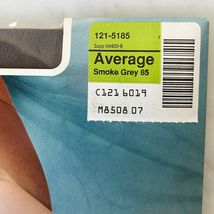 121-5185
Supp 04400-8
Average
Smoke Grey 85
C121 6019
M8508 07